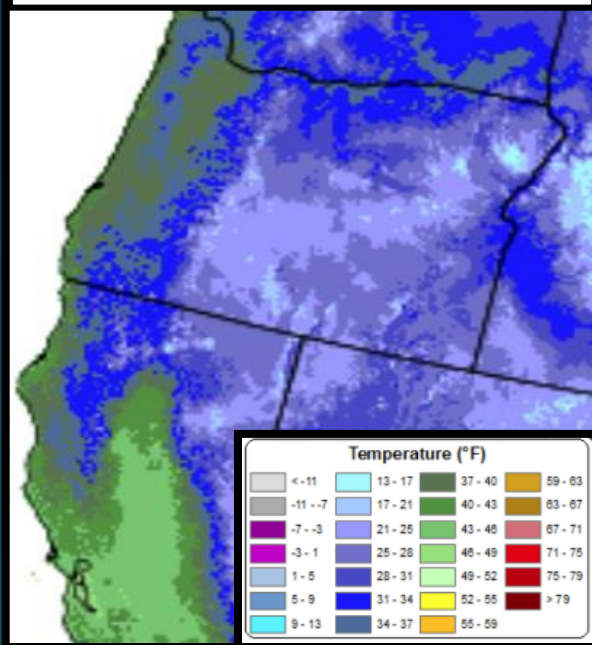 Temperature (°F)
< -11 13 - 17 37 - 40 59 - 63
-11 - -7 17 - 21 40 - 43 63 - 67
-7 - -3 21 - 25 43 - 46 67 - 71
-3 - 1 25 - 28 46 - 49 71 - 75
1 - 5 28 - 31 49 - 52 75 - 79
5 - 9 31 - 34 52 - 55 > 79
9 - 13 34 - 37 55 - 59